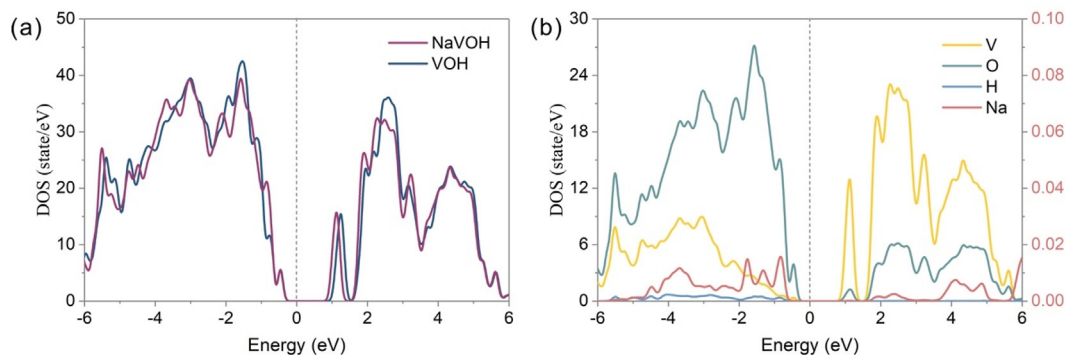 (a)
50
40
30
20
10
0
DOS (state/eV)
NaVOH
VOH
-6 -4 -2 0 2 4 6
Energy (eV)
(b)
30
24
18
12
6
0
DOS (state/eV)
V
O
H
Na
0.10
0.08
0.06
0.04
0.02
0.00
-6 -4 -2 0 2 4 6
Energy (eV)